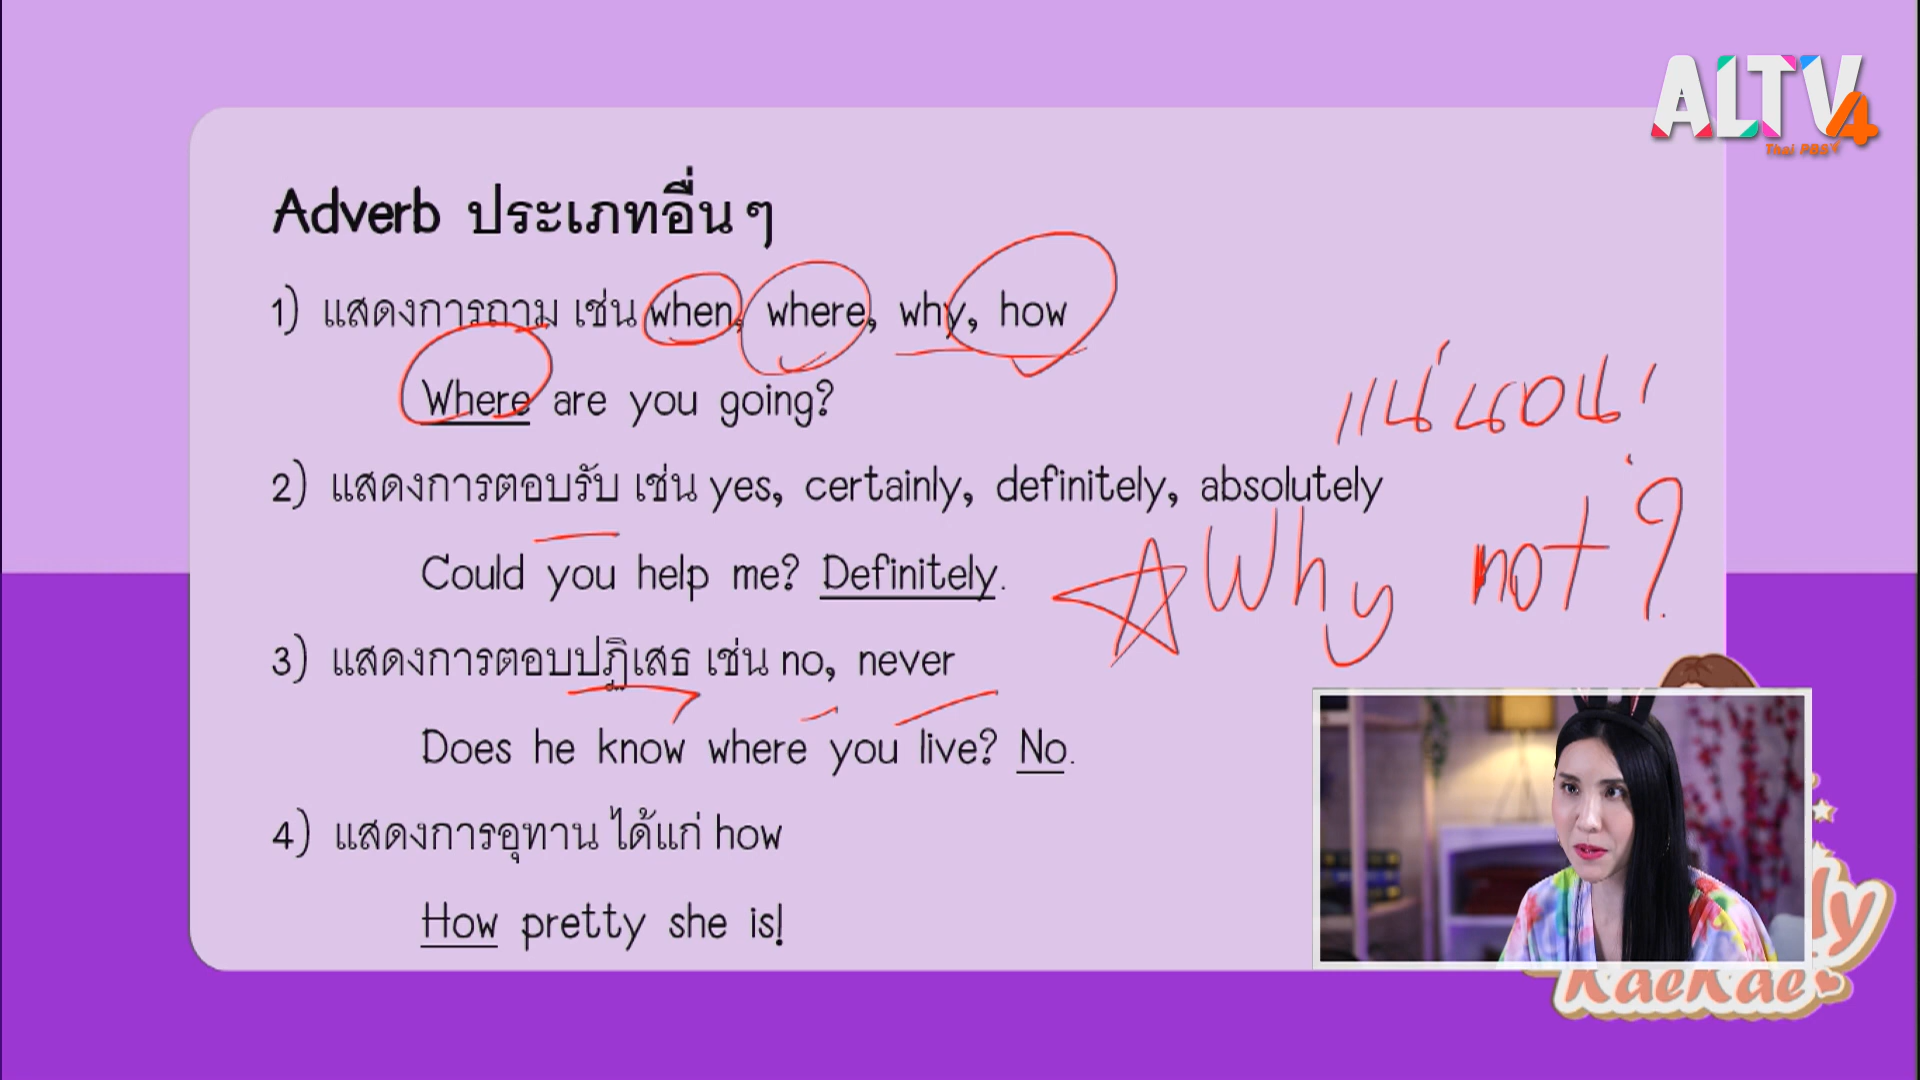 ALTV4
Thai PBS
Adverb ประเภทอื่น ๆ
1) แสดงการถาม เช่น when, where, why, how
Where are you going?
แน่นอน!
2) แสดงการตอบรับ เช่น yes, certainly, definitely, absolutely
Why not?
Could you help me? Definitely.
3) แสดงการตอบปฏิเสธ เช่น no, never
Does he know where you live? No.
4) แสดงการอุทาน ได้แก่ how
How pretty she is!
KaeKae